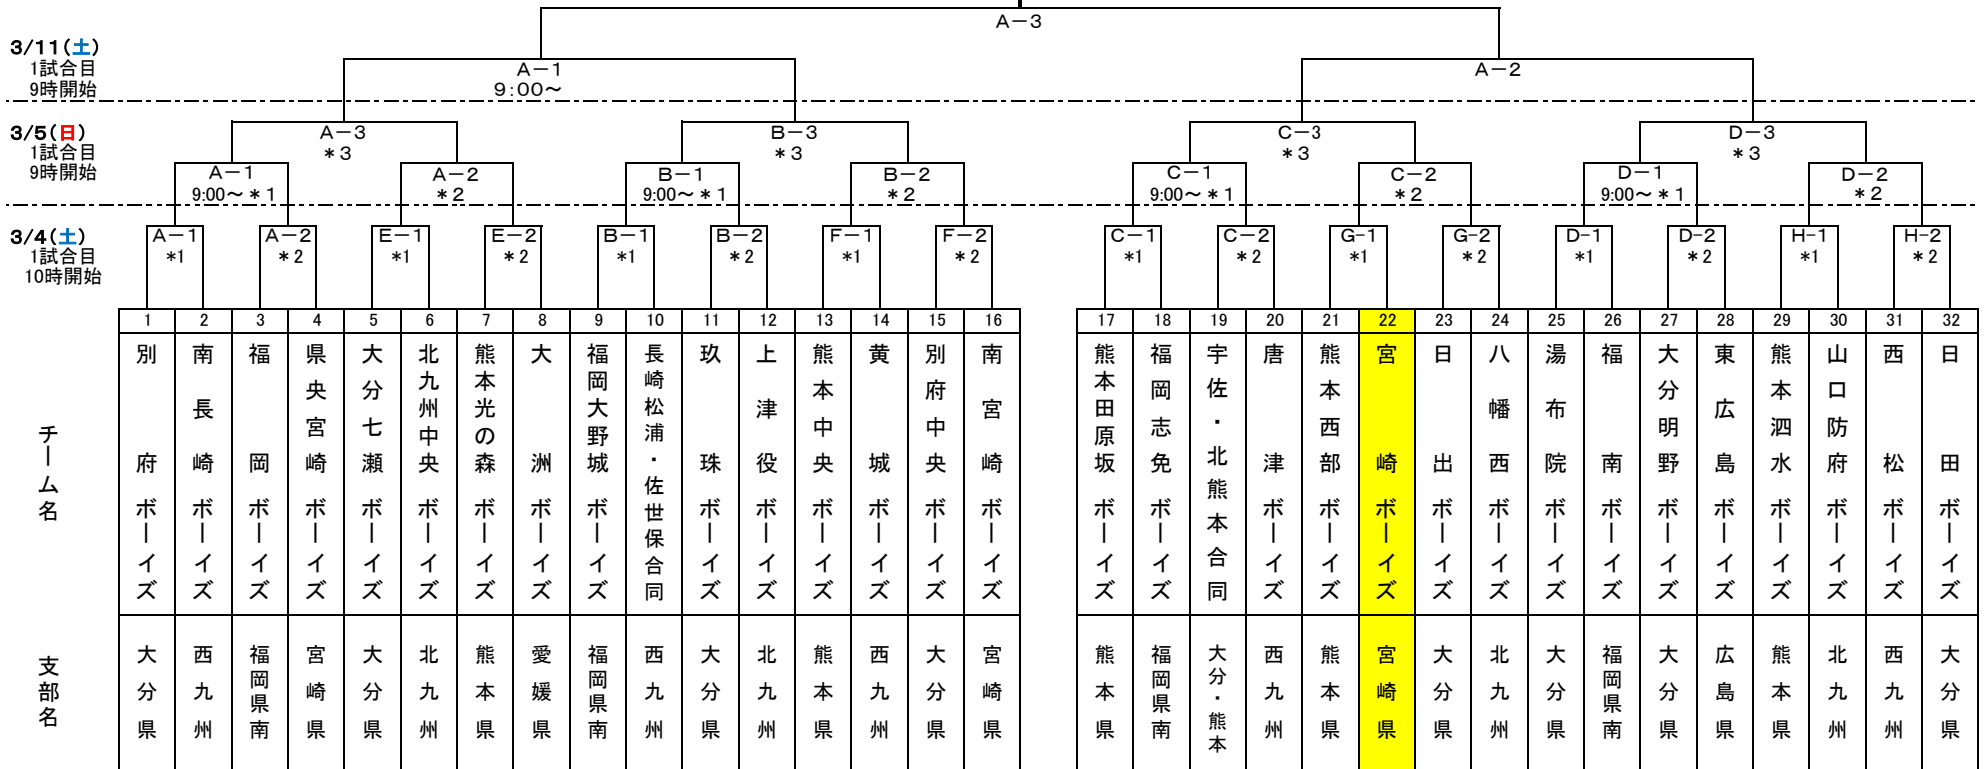 A－3
3/11(土)
1試合目
9時開始
A－1
9:00～
A－2
3/5(日)
1試合目
9時開始
A－3
＊3
B－3
＊3
C－3
＊3
D－3
＊3
A－1
9:00～＊1
A－2
＊2
B－1
9:00～＊1
B－2
＊2
C－1
9:00～＊1
C－2
＊2
D－1
9:00～＊1
D－2
＊2
3/4(土)
1試合目
10時開始
A－1
*1
A－2
＊2
E－1
*1
E－2
＊2
B－1
*1
B－2
＊2
F－1
*1
F－2
＊2
C－1
*1
C－2
＊2
G-1
*1
G-2
＊2
D-1
*1
D-2
＊2
H-1
*1
H-2
＊2
1 2 3 4 5 6 7 8 9 10 11 12 13 14 15 16 17 18 19 20 21 22 23 24 25 26 27 28 29 30 31 32
チーム名
別府ボーイズ
南長崎ボーイズ
福岡ボーイズ
県央宮崎ボーイズ
大分七瀬ボーイズ
北九州中央ボーイズ
熊本光の森ボーイズ
大洲ボーイズ
福岡大野城ボーイズ
長崎松浦・佐世保合同
玖珠ボーイズ
上津役ボーイズ
熊本中央ボーイズ
黄城ボーイズ
別府中央ボーイズ
南宮崎ボーイズ
熊本田原坂ボーイズ
福岡志免ボーイズ
宇佐・北熊本合同
唐津ボーイズ
熊本西部ボーイズ
宮崎ボーイズ
日出ボーイズ
八幡西ボーイズ
湯布院ボーイズ
福南ボーイズ
大分明野ボーイズ
東広島ボーイズ
熊本泗水ボーイズ
山口防府ボーイズ
西松ボーイズ
日田ボーイズ
支部名
大分県
西九州
福岡県南
宮崎県
大分県
北九州
熊本県
愛媛県
福岡県南
西九州
大分県
北九州
熊本県
西九州
大分県
宮崎県
熊本県
福岡県南
大分・熊本
西九州
熊本県
宮崎県
大分県
北九州
大分県
福岡県南
大分県
広島県
熊本県
北九州
西九州
大分県